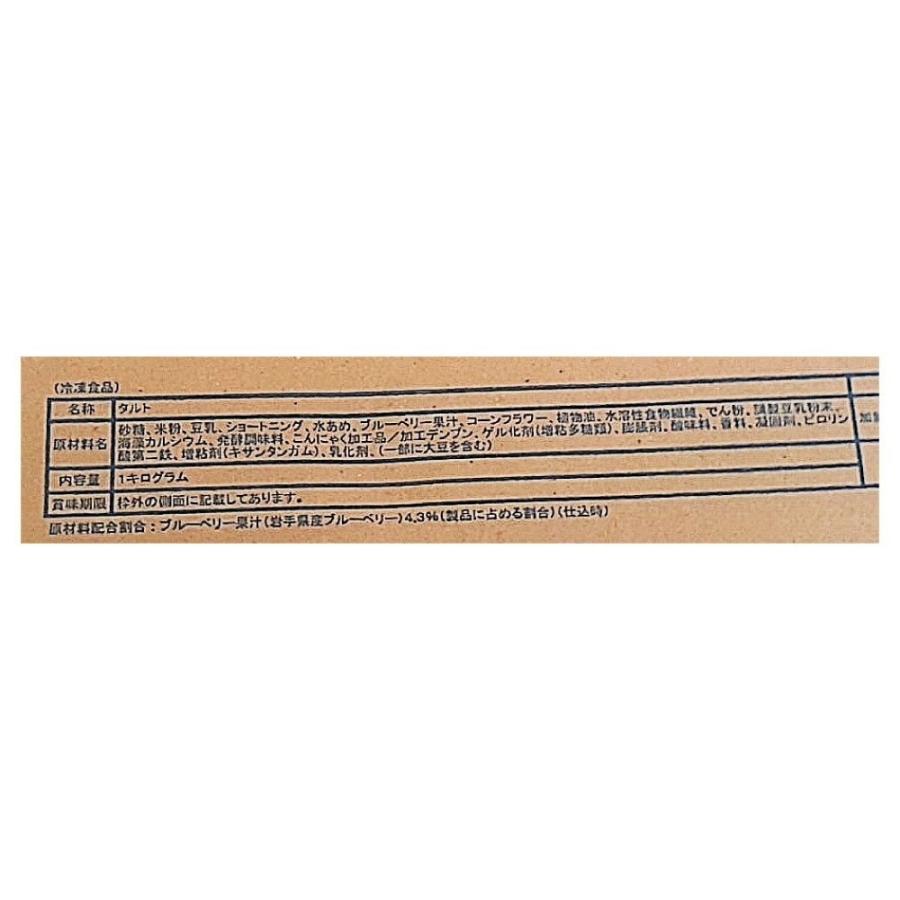 (冷凍食品)
名称 タルト
原材料名 砂糖、米粉、豆乳、ショートニング、水あめ、ブルーベリー果汁、コーンフラワー、植物油、水溶性食物繊維、でん粉、調製豆乳粉末、
海藻カルシウム、発酵調味料、こんにゃく加工品/加工デンプン、ゲル化剤(増粘多糖類)、膨脹剤、酸味料、香料、凝固剤、ピロリン
酸第二鉄、増粘剤(キサンタンガム)、乳化剤、(一部に大豆を含む)
内容量 1キログラム
賞味期限 枠外の側面に記載してあります。
原材料配合割合：ブルーベリー果汁(岩手県産ブルーベリー)4.3%(製品に占める割合)(仕込時)